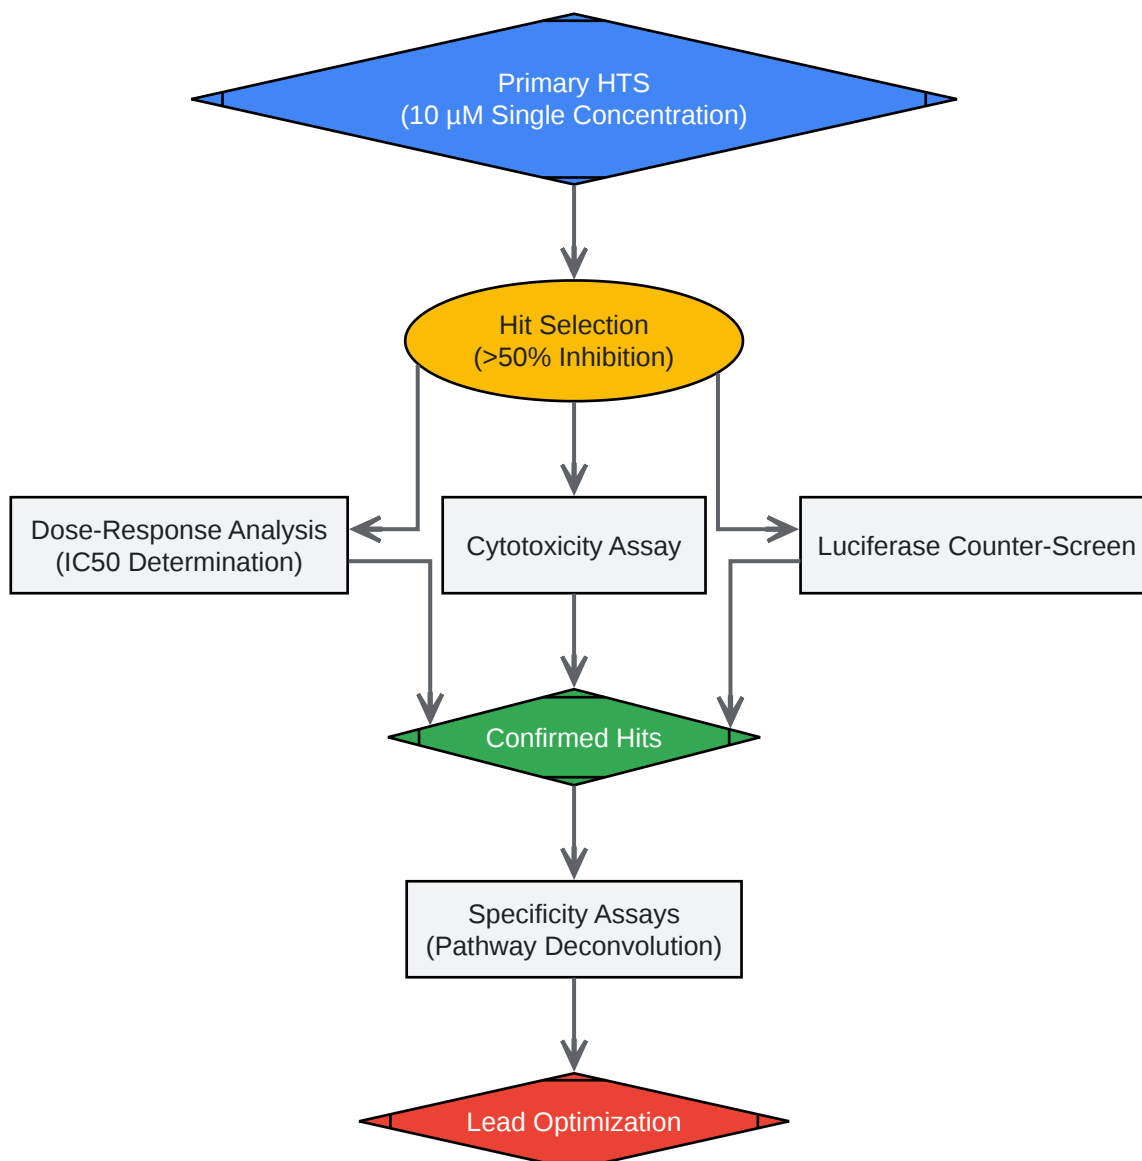 Primary HTS
(10 µM Single Concentration)
Hit Selection
(>50% Inhibition)
Dose-Response Analysis
(IC50 Determination)
Cytotoxicity Assay
Luciferase Counter-Screen
Confirmed Hits
Specificity Assays
(Pathway Deconvolution)
Lead Optimization